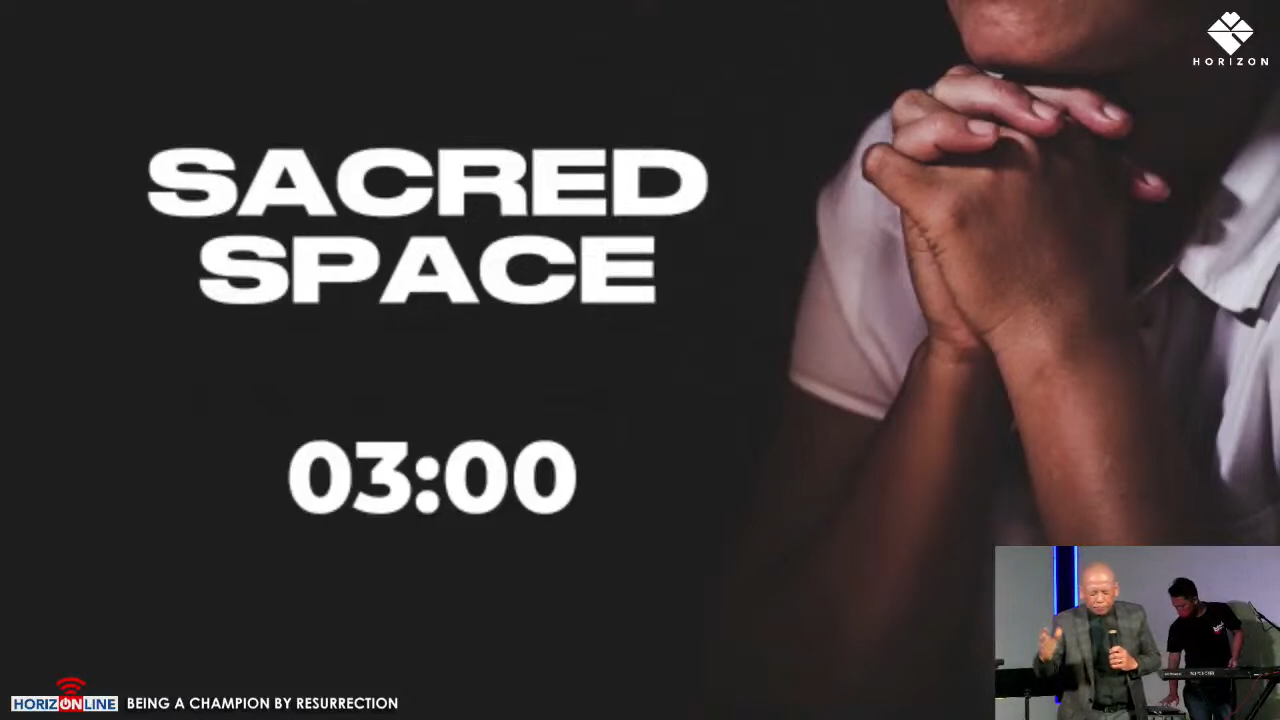 HORIZON
SACRED
SPACE
03:00
HORIZONLINE BEING A CHAMPION BY RESURRECTION